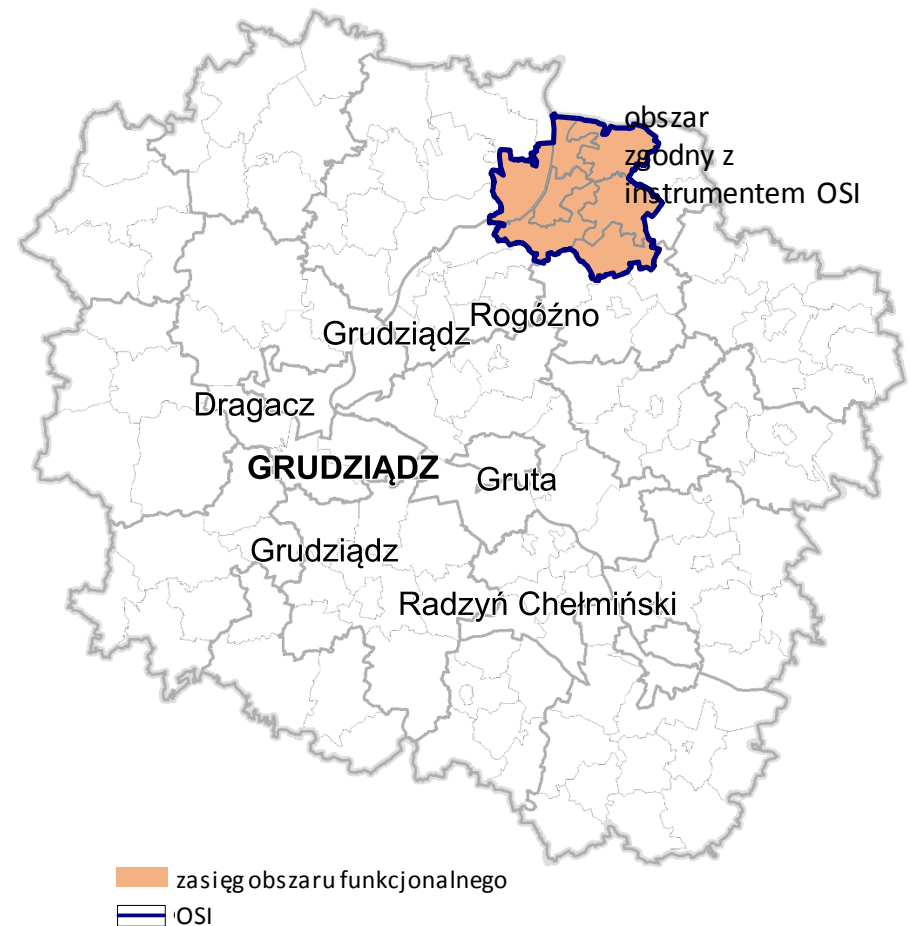 obszar
zgodny z
instrumentem OSI
Rogóźno
Grudziądz
Dragacz
GRUDZIĄDZ
Gruta
Grudziądz
Radzyń Chełmiński
zasięg obszaru funkcjonalnego
OSI